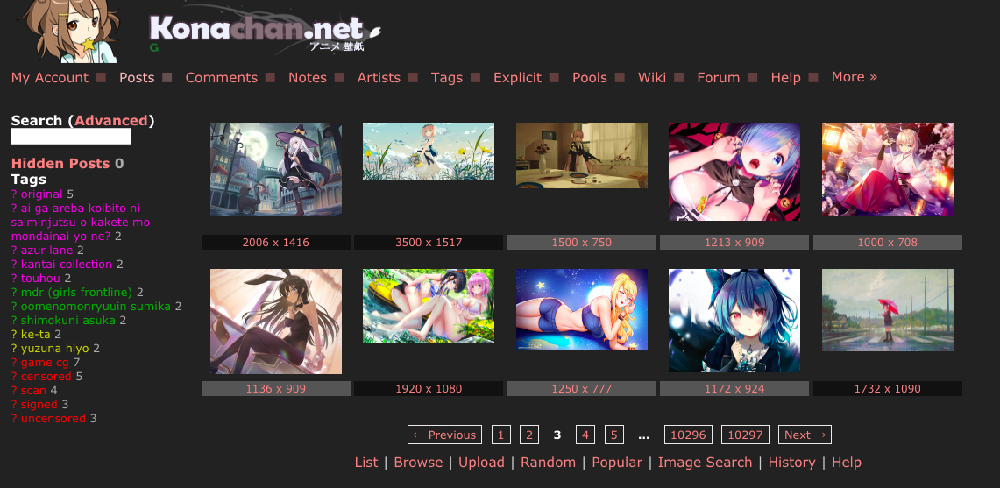 Konachan.net
G
アニメ 壁紙
My Account Posts Comments Notes Artists Tags Explicit Pools Wiki Forum Help More »
Search (Advanced)
Hidden Posts 0
Tags
? original 5
? ai ga areba koibito ni
saiminjutsu o kakete mo
mondainai yo ne? 2
? azur lane 2
? kantai collection 2
? touhou 2
? mdr (girls frontline) 2
? oomenomonryuuin sumika 2
? shimokuni asuka 2
? ke-ta 2
? yuzuna hiyo 2
? game cg 7
? censored 5
? scan 4
? signed 3
? uncensored 3
2006 x 1416
3500 x 1517
1500 x 750
1213 x 909
1000 x 708
1136 x 909
1920 x 1080
1250 x 777
1172 x 924
1732 x 1090
← Previous 1 2 3 4 5 … 10296 10297 Next →
List | Browse | Upload | Random | Popular | Image Search | History | Help